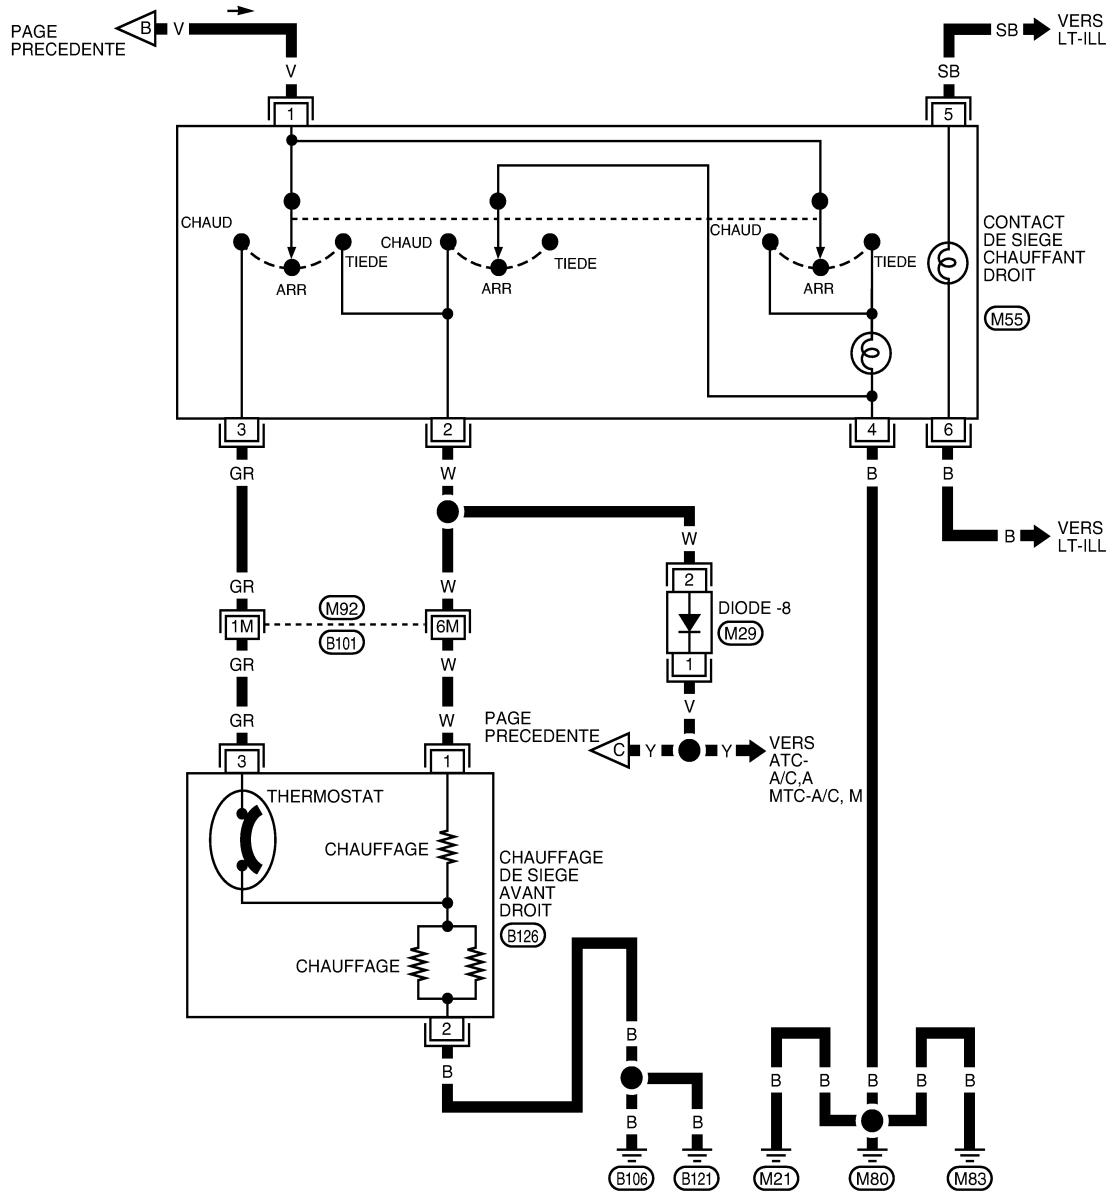 PAGE
PRECEDENTE
B
V
V
1
SB
VERS
LT-ILL
SB
5
CHAUD
TIEDE
ARR
CHAUD
TIEDE
ARR
CHAUD
TIEDE
ARR
CONTACT
DE SIEGE
CHAUFFANT
DROIT
M55
3
2
4
6
GR
W
B
B
B
VERS
LT-ILL
W
2
DIODE -8
M29
1
V
GR
W
1M
M92
B101
6M
GR
W
GR
W
PAGE
PRECEDENTE
C
Y
Y
VERS
ATC-
A/C,A
MTC-A/C, M
3
1
THERMOSTAT
CHAUFFAGE
CHAUFFAGE
CHAUFFAGE
DE SIEGE
AVANT
DROIT
B126
2
B
B
B
B
B
B
B
B
B
B106
B121
M21
M80
M83